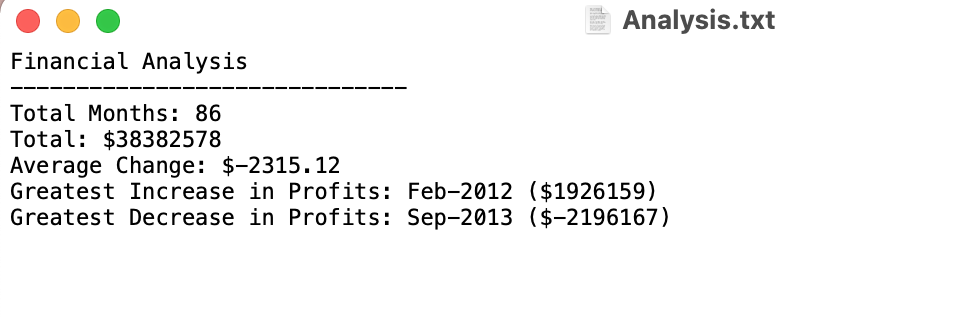 Analysis.txt
Financial Analysis
------------------------------
Total Months: 86
Total: $38382578
Average Change: $-2315.12
Greatest Increase in Profits: Feb-2012 ($1926159)
Greatest Decrease in Profits: Sep-2013 ($-2196167)